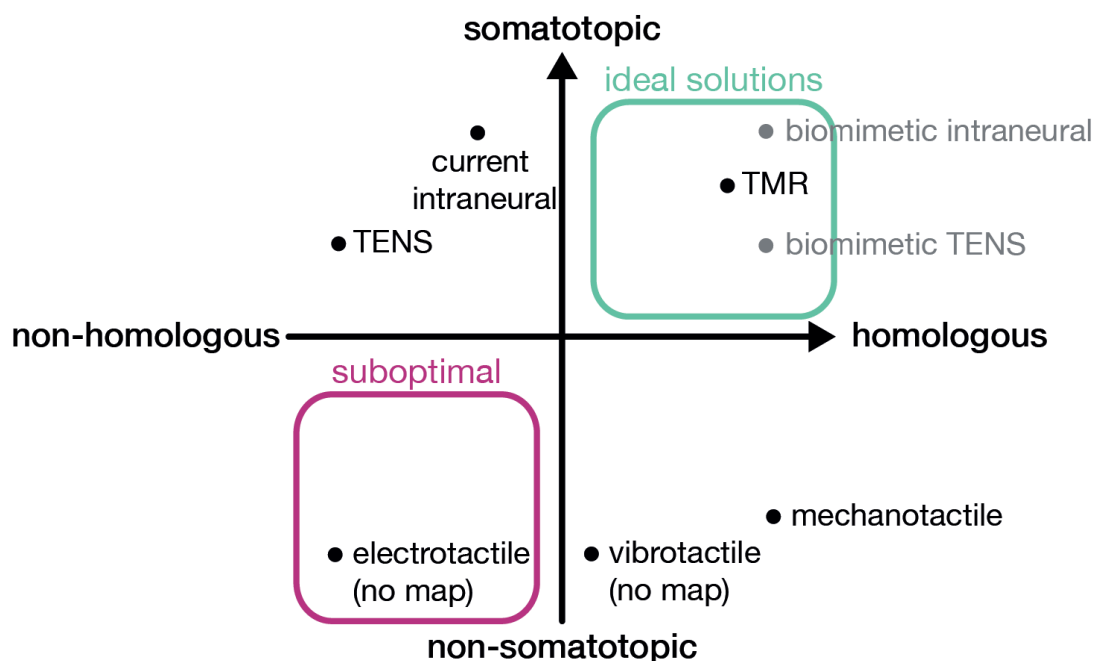 somatotopic
ideal solutions
biomimetic intraneural
current
intraneural
TMR
TENS
biomimetic TENS
non-homologous
homologous
suboptimal
mechanotactile
electrotactile
(no map)
vibrotactile
(no map)
non-somatotopic